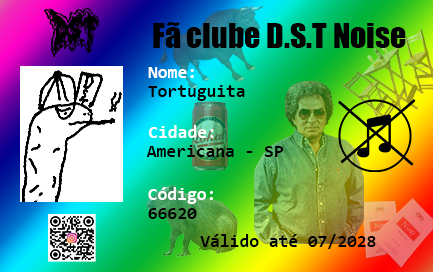 Fã clube D.S.T Noise
Nome:
Tortuguita
Cidade:
Americana - SP
Código:
66620
Válido até 07/2028